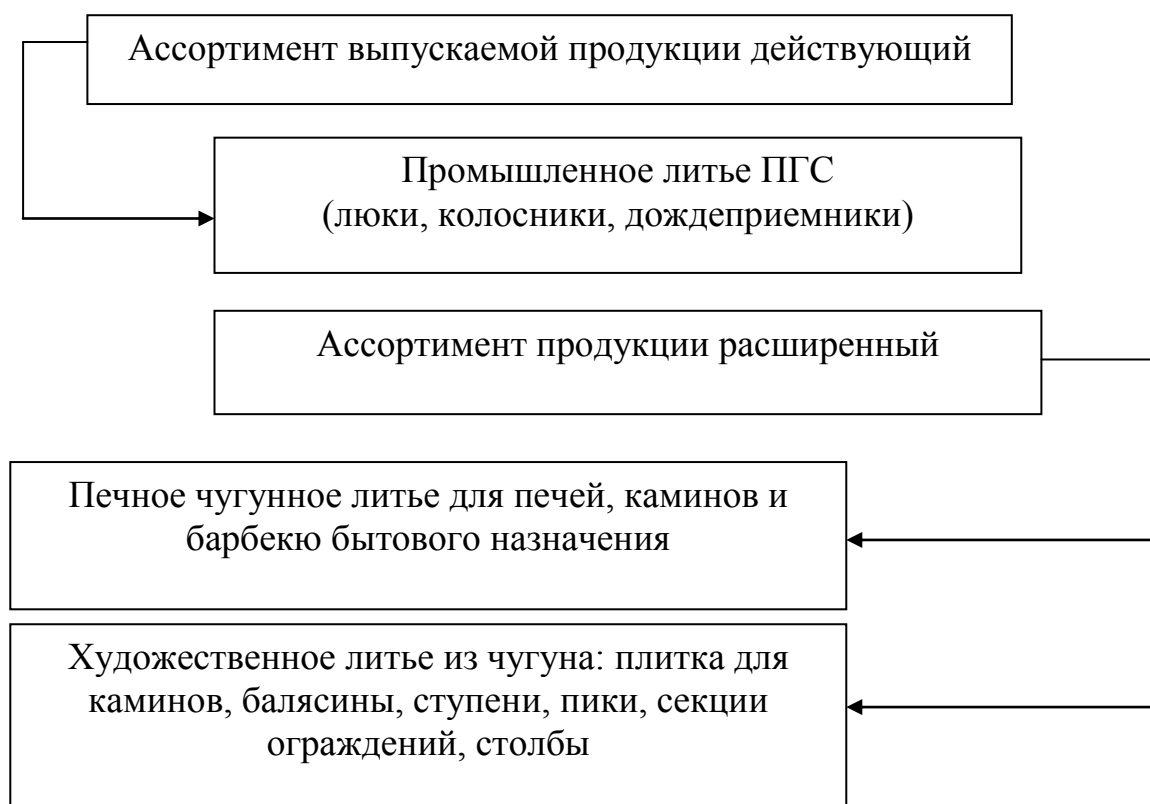 Ассортимент выпускаемой продукции действующий
Промышленное литье ПГС
(люки, колосники, дождеприемники)
Ассортимент продукции расширенный
Печное чугунное литье для печей, каминов и
барбекю бытового назначения
Художественное литье из чугуна: плитка для
каминов, балясины, ступени, пики, секции
ограждений, столбы